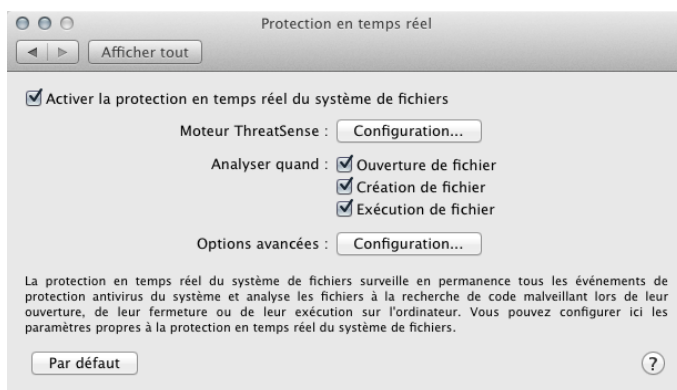 Protection en temps réel
Afficher tout
Activer la protection en temps réel du système de fichiers
Moteur ThreatSense : Configuration...
Analyser quand : Ouverture de fichier
Création de fichier
Exécution de fichier
Options avancées : Configuration...
La protection en temps réel du système de fichiers surveille en permanence tous les événements de
protection antivirus du système et analyse les fichiers à la recherche de code malveillant lors de leur
ouverture, de leur fermeture ou de leur exécution sur l'ordinateur. Vous pouvez configurer ici les
paramètres propres à la protection en temps réel du système de fichiers.
Par défaut ?